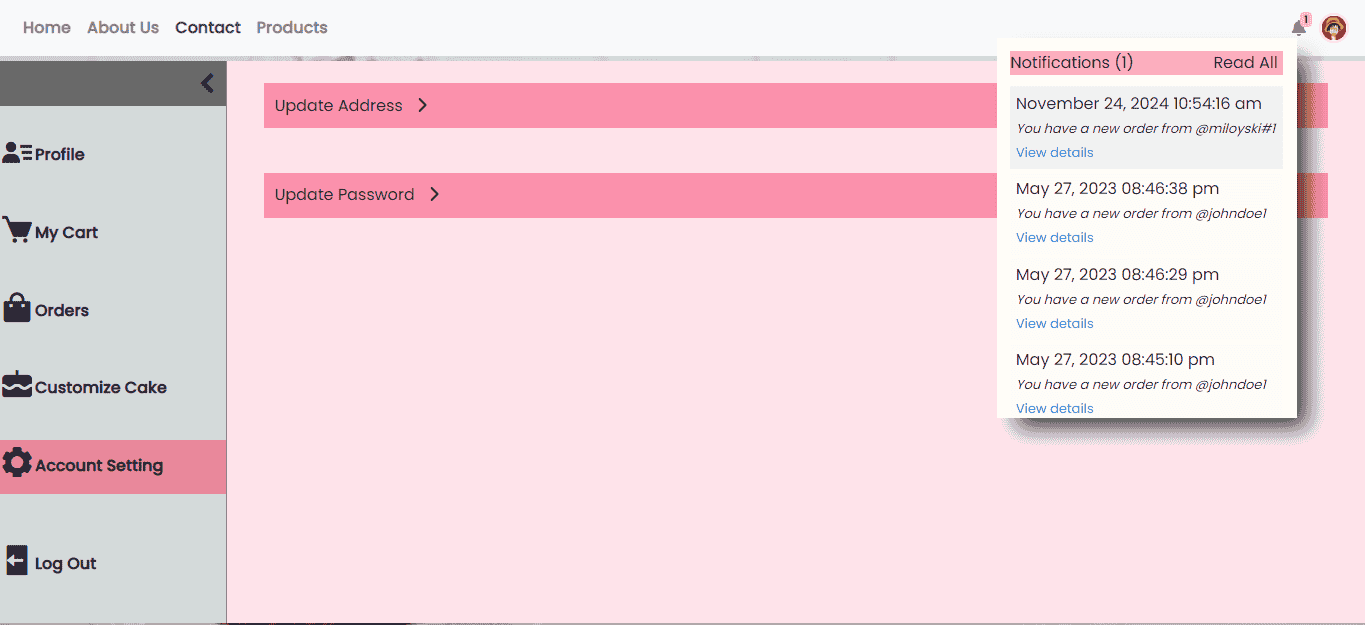 Home About Us Contact Products
1
Notifications (1) Read All
November 24, 2024 10:54:16 am
You have a new order from @miloyski#1
View details
May 27, 2023 08:46:38 pm
You have a new order from @johndoe1
View details
May 27, 2023 08:46:29 pm
You have a new order from @johndoe1
View details
May 27, 2023 08:45:10 pm
You have a new order from @johndoe1
View details
Profile
My Cart
Orders
Customize Cake
Account Setting
Log Out
Update Address
Update Password